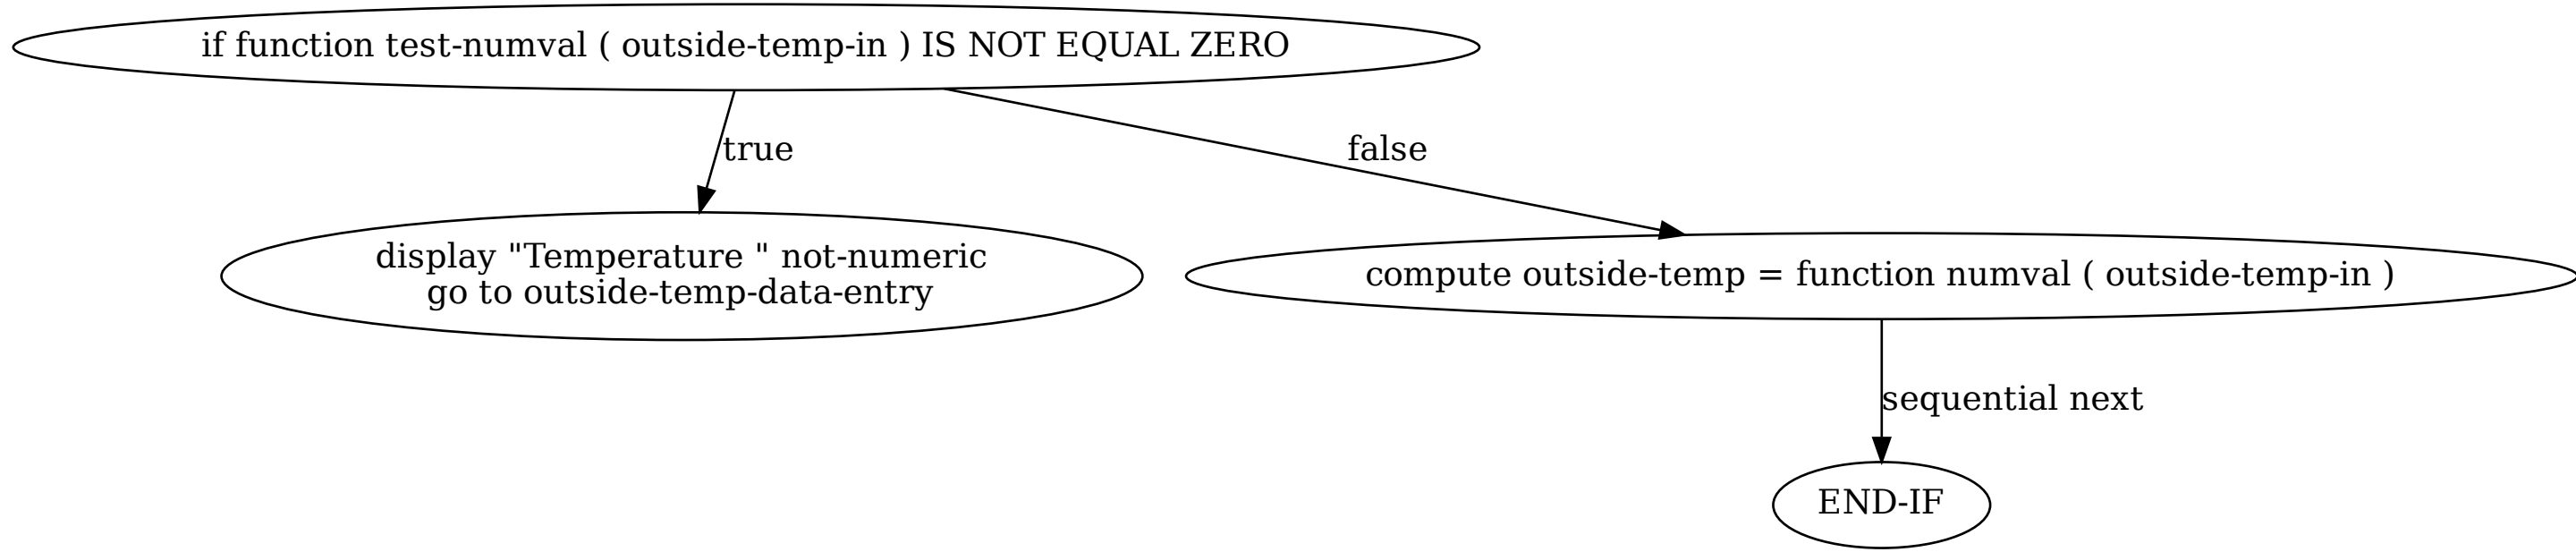 if function test-numval ( outside-temp-in ) IS NOT EQUAL ZERO
true
false
display "Temperature " not-numeric
go to outside-temp-data-entry
compute outside-temp = function numval ( outside-temp-in )
sequential next
END-IF